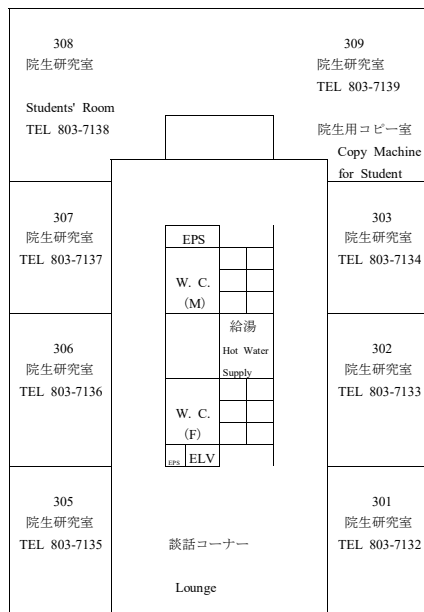 308
院生研究室
Students' Room
TEL 803-7138
309
院生研究室
TEL 803-7139
院生用コピー室
Copy Machine
for Student
307
院生研究室
TEL 803-7137
303
院生研究室
TEL 803-7134
EPS
W. C.
(M)
給湯
Hot Water
Supply
306
院生研究室
TEL 803-7136
302
院生研究室
TEL 803-7133
W. C.
(F)
EPS
ELV
305
院生研究室
TEL 803-7135
301
院生研究室
TEL 803-7132
談話コーナー
Lounge